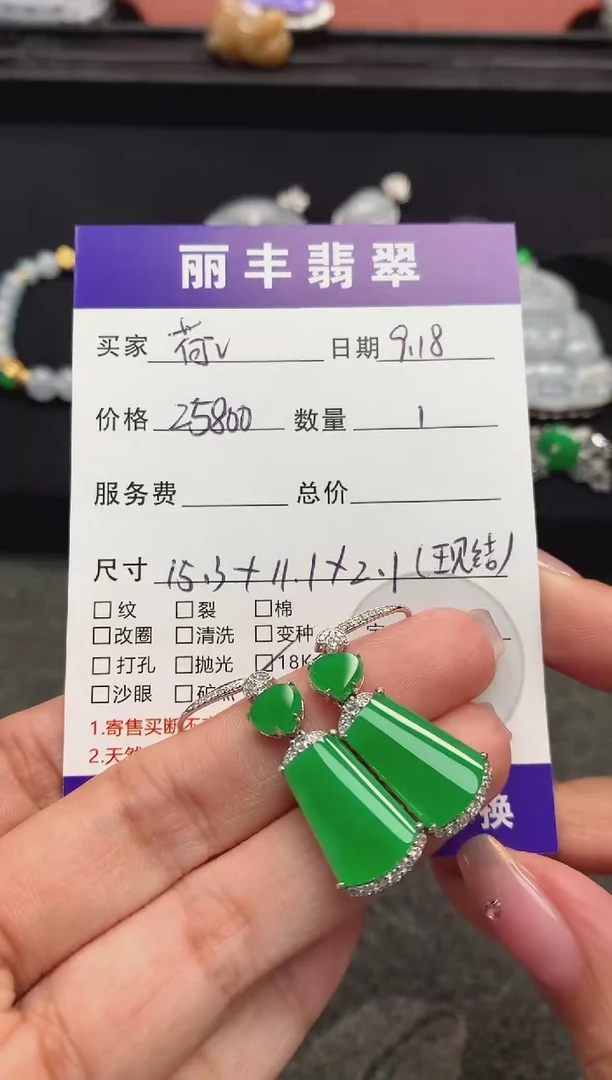 丽丰翡翠
买家 荷v 日期 9.18
价格 25800 数量 1
服务费 总价
尺寸 15.3+11.1+2.1(现结)
□纹 □裂 □棉
□改圈 □清洗 □变种
□打孔 □抛光 ☑18K
□沙眼
1.寄售买断不
2.天然
换